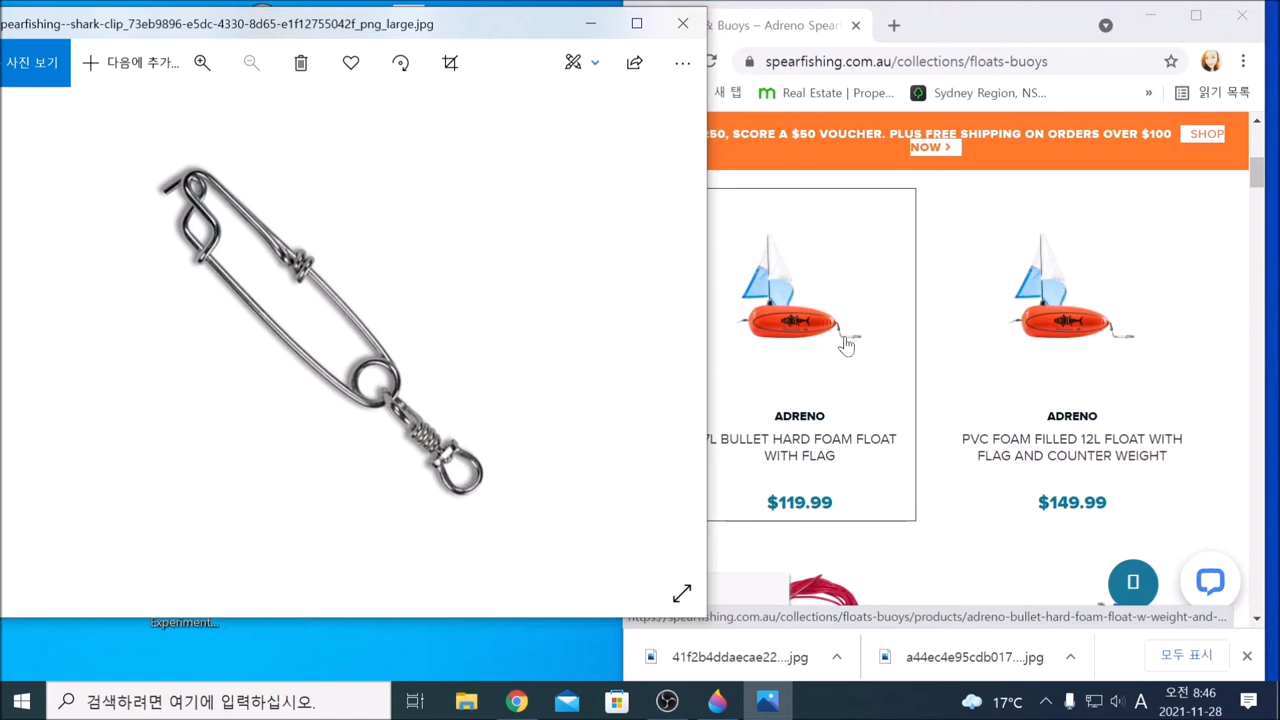 pearfishing--shark-clip_73eb9896-e5dc-4330-8d65-e1f12755042f_png_large.jpg
사진 보기
다음에 추가...
& Buoys – Adreno Spear
spearfishing.com.au/collections/floats-buoys
새 탭
Real Estate | Prope...
Sydney Region, NS...
»
읽기 목록
250, SCORE A $50 VOUCHER. PLUS FREE SHIPPING ON ORDERS OVER $100 SHOP
NOW >
ADRENO
7L BULLET HARD FOAM FLOAT
WITH FLAG
$119.99
ADRENO
PVC FOAM FILLED 12L FLOAT WITH
FLAG AND COUNTER WEIGHT
$149.99
Experiment...
https://spearfishing.com.au/collections/floats-buoys/products/adreno-bullet-hard-foam-float-w-weight-and-...
41f2b4ddaecae22....jpg
a44ec4e95cdb017....jpg
모두 표시
검색하려면 여기에 입력하십시오.
17°C
A
오전 8:46
2021-11-28